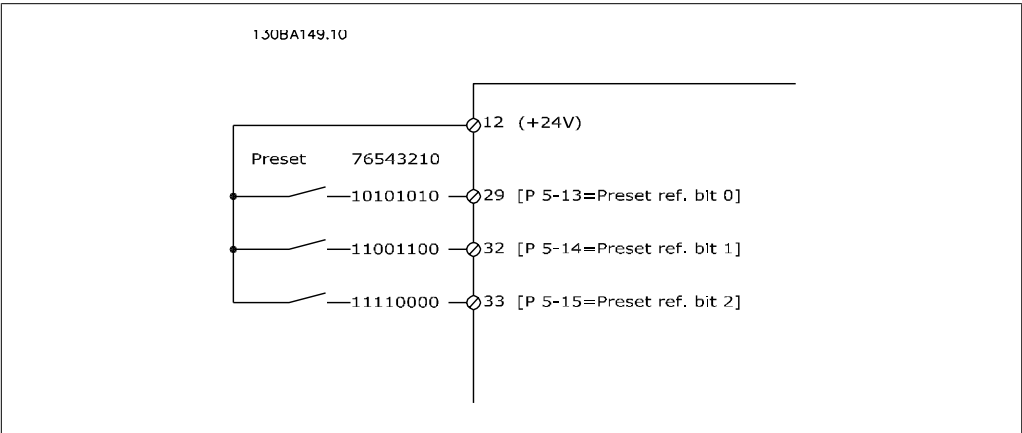 130BA149.10
12 (+24V)
Preset 76543210
10101010 29 [P 5-13=Preset ref. bit 0]
11001100 32 [P 5-14=Preset ref. bit 1]
11110000 33 [P 5-15=Preset ref. bit 2]